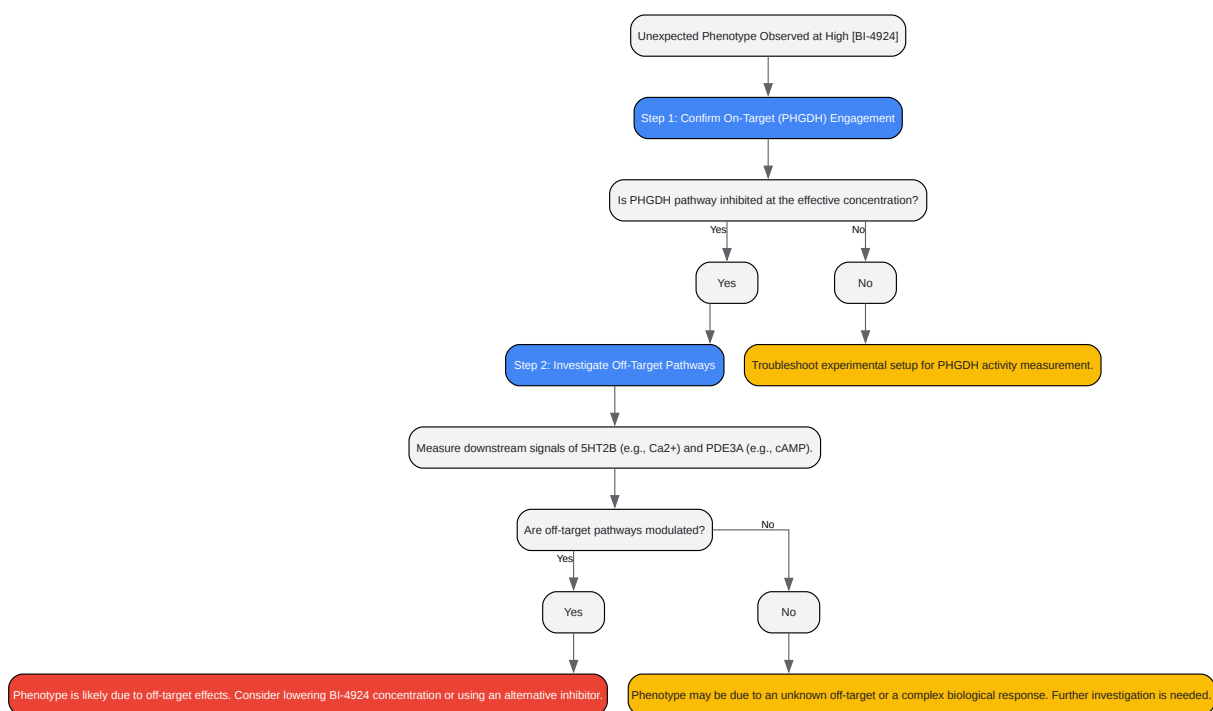 Unexpected Phenotype Observed at High [BI-4924]
Step 1: Confirm On-Target (PHGDH) Engagement
Is PHGDH pathway inhibited at the effective concentration?
Yes
No
Yes
No
Step 2: Investigate Off-Target Pathways
Troubleshoot experimental setup for PHGDH activity measurement.
Measure downstream signals of 5HT2B (e.g., Ca2+) and PDE3A (e.g., cAMP).
Are off-target pathways modulated?
No
Yes
Yes
No
Phenotype is likely due to off-target effects. Consider lowering BI-4924 concentration or using an alternative inhibitor.
Phenotype may be due to an unknown off-target or a complex biological response. Further investigation is needed.